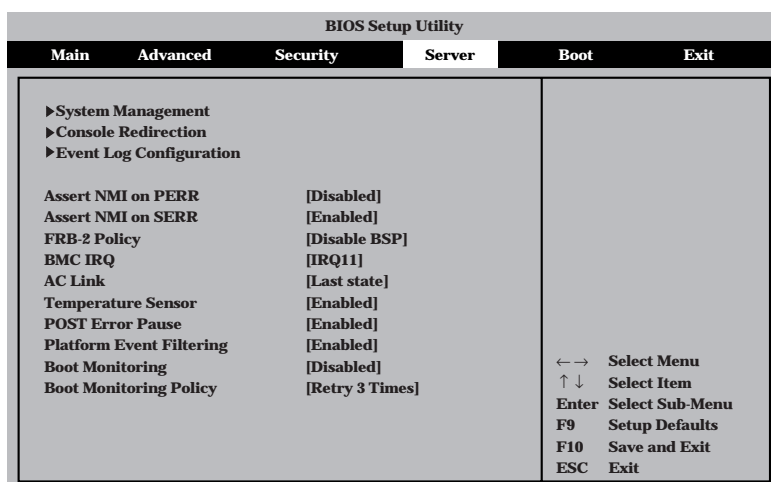 BIOS Setup Utility
Main Advanced Security Server Boot Exit
▶System Management
▶Console Redirection
▶Event Log Configuration
Assert NMI on PERR [Disabled]
Assert NMI on SERR [Enabled]
FRB-2 Policy [Disable BSP]
BMC IRQ [IRQ11]
AC Link [Last state]
Temperature Sensor [Enabled]
POST Error Pause [Enabled]
Platform Event Filtering [Enabled]
Boot Monitoring [Disabled]
Boot Monitoring Policy [Retry 3 Times]
←→ Select Menu
↑↓ Select Item
Enter Select Sub-Menu
F9 Setup Defaults
F10 Save and Exit
ESC Exit